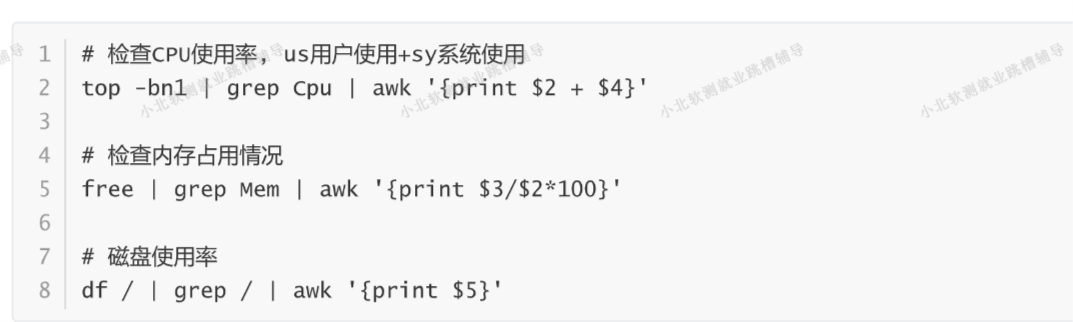 1 # 检查CPU使用率，us用户使用+sy系统使用
2 top -bn1 | grep Cpu | awk '{print $2 + $4}'
3
4 # 检查内存占用情况
5 free | grep Mem | awk '{print $3/$2*100}'
6
7 # 磁盘使用率
8 df / | grep / | awk '{print $5}'
小北软测就业跳槽辅导
小北软测就业跳槽辅导
小北软测就业跳槽辅导
小北软测就业跳槽辅导